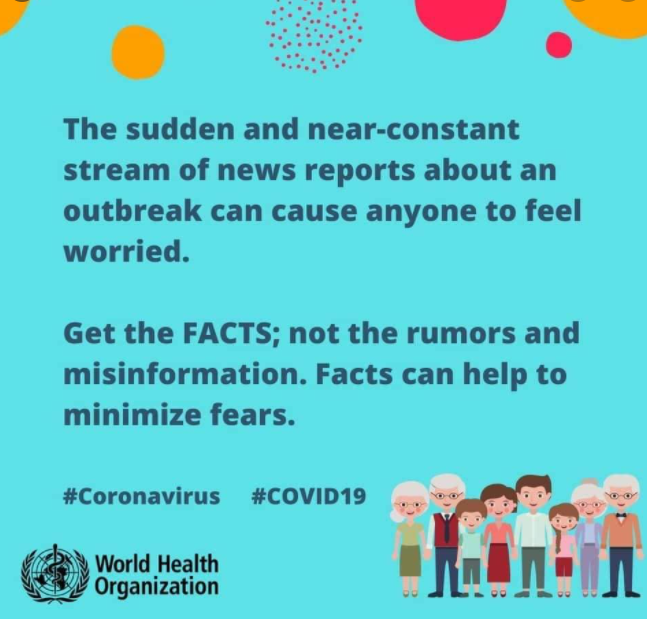 The sudden and near-constant
stream of news reports about an
outbreak can cause anyone to feel
worried.
Get the FACTS; not the rumors and
misinformation. Facts can help to
minimize fears.
#Coronavirus #COVID19
World Health
Organization